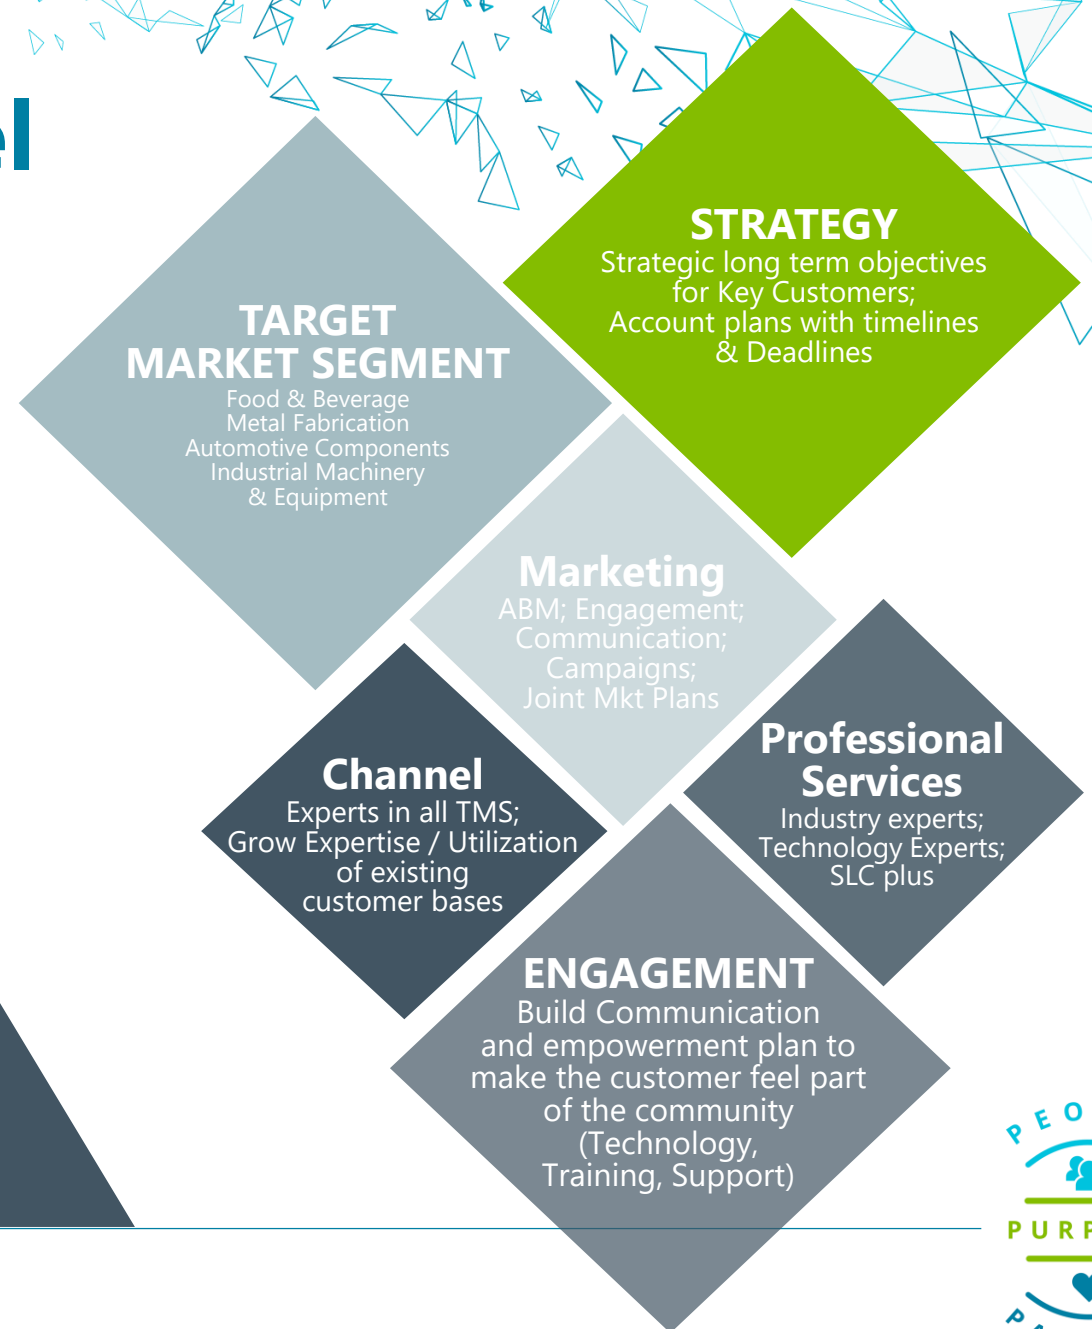 el
STRATEGY
Strategic long term objectives
for Key Customers;
Account plans with timelines
& Deadlines
TARGET
MARKET SEGMENT
Food & Beverage
Metal Fabrication
Automotive Components
Industrial Machinery
& Equipment
Marketing
ABM; Engagement;
Communication;
Campaigns;
Joint Mkt Plans
Professional
Services
Industry experts;
Technology Experts;
SLC plus
Channel
Experts in all TMS;
Grow Expertise / Utilization
of existing
customer bases
ENGAGEMENT
Build Communication
and empowerment plan to
make the customer feel part
of the community
(Technology,
Training, Support)
PEO
PURP